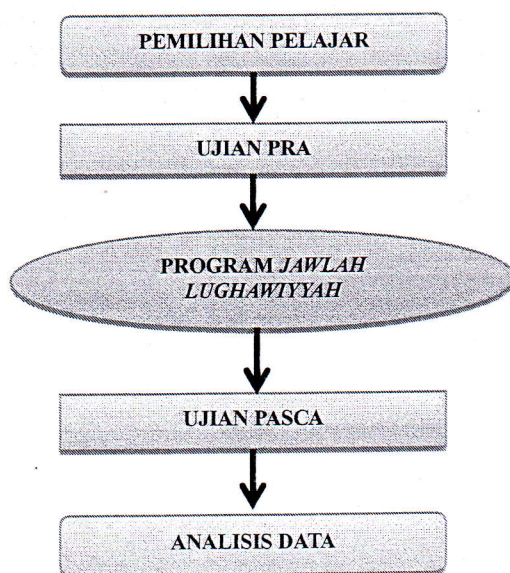 PEMILIHAN PELAJAR
UJIAN PRA
PROGRAM JAWLAH
LUGHAWIYYAH
UJIAN PASCA
ANALISIS DATA